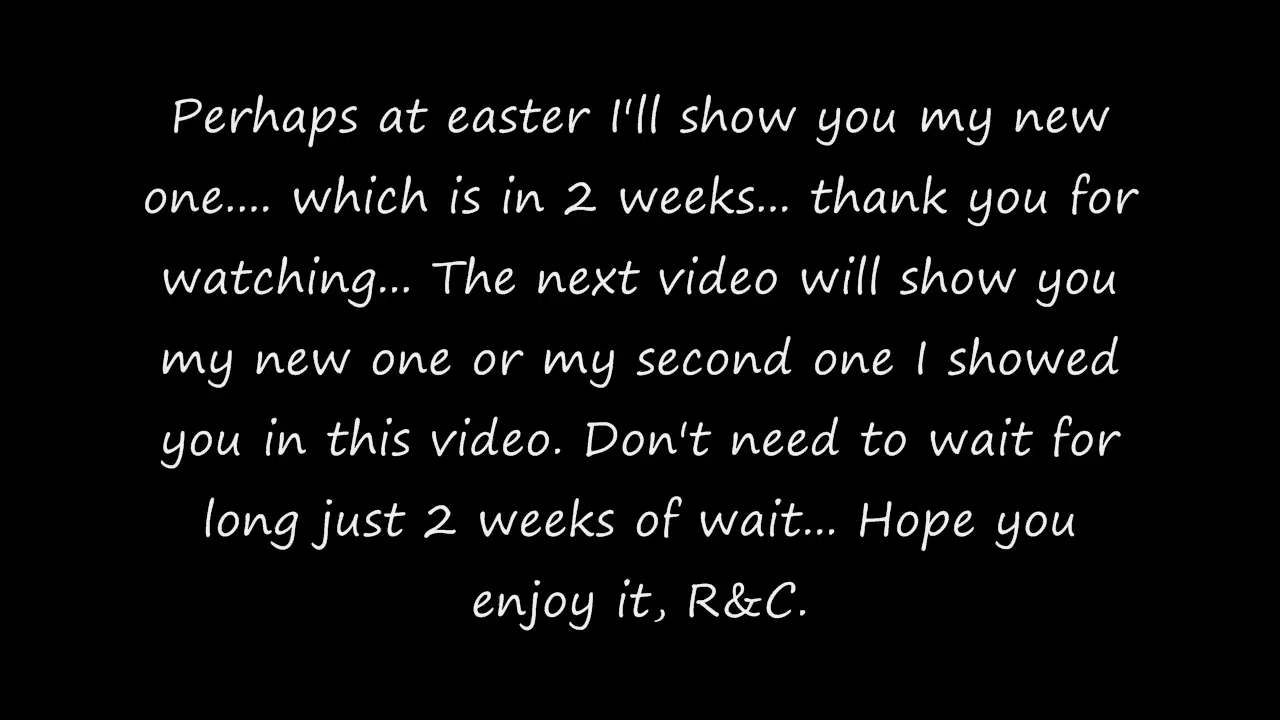 Perhaps at easter I'll show you my new
one.... which is in 2 weeks... thank you for
watching... The next video will show you
my new one or my second one I showed
you in this video. Don't need to wait for
long just 2 weeks of wait... Hope you
enjoy it, R&C.